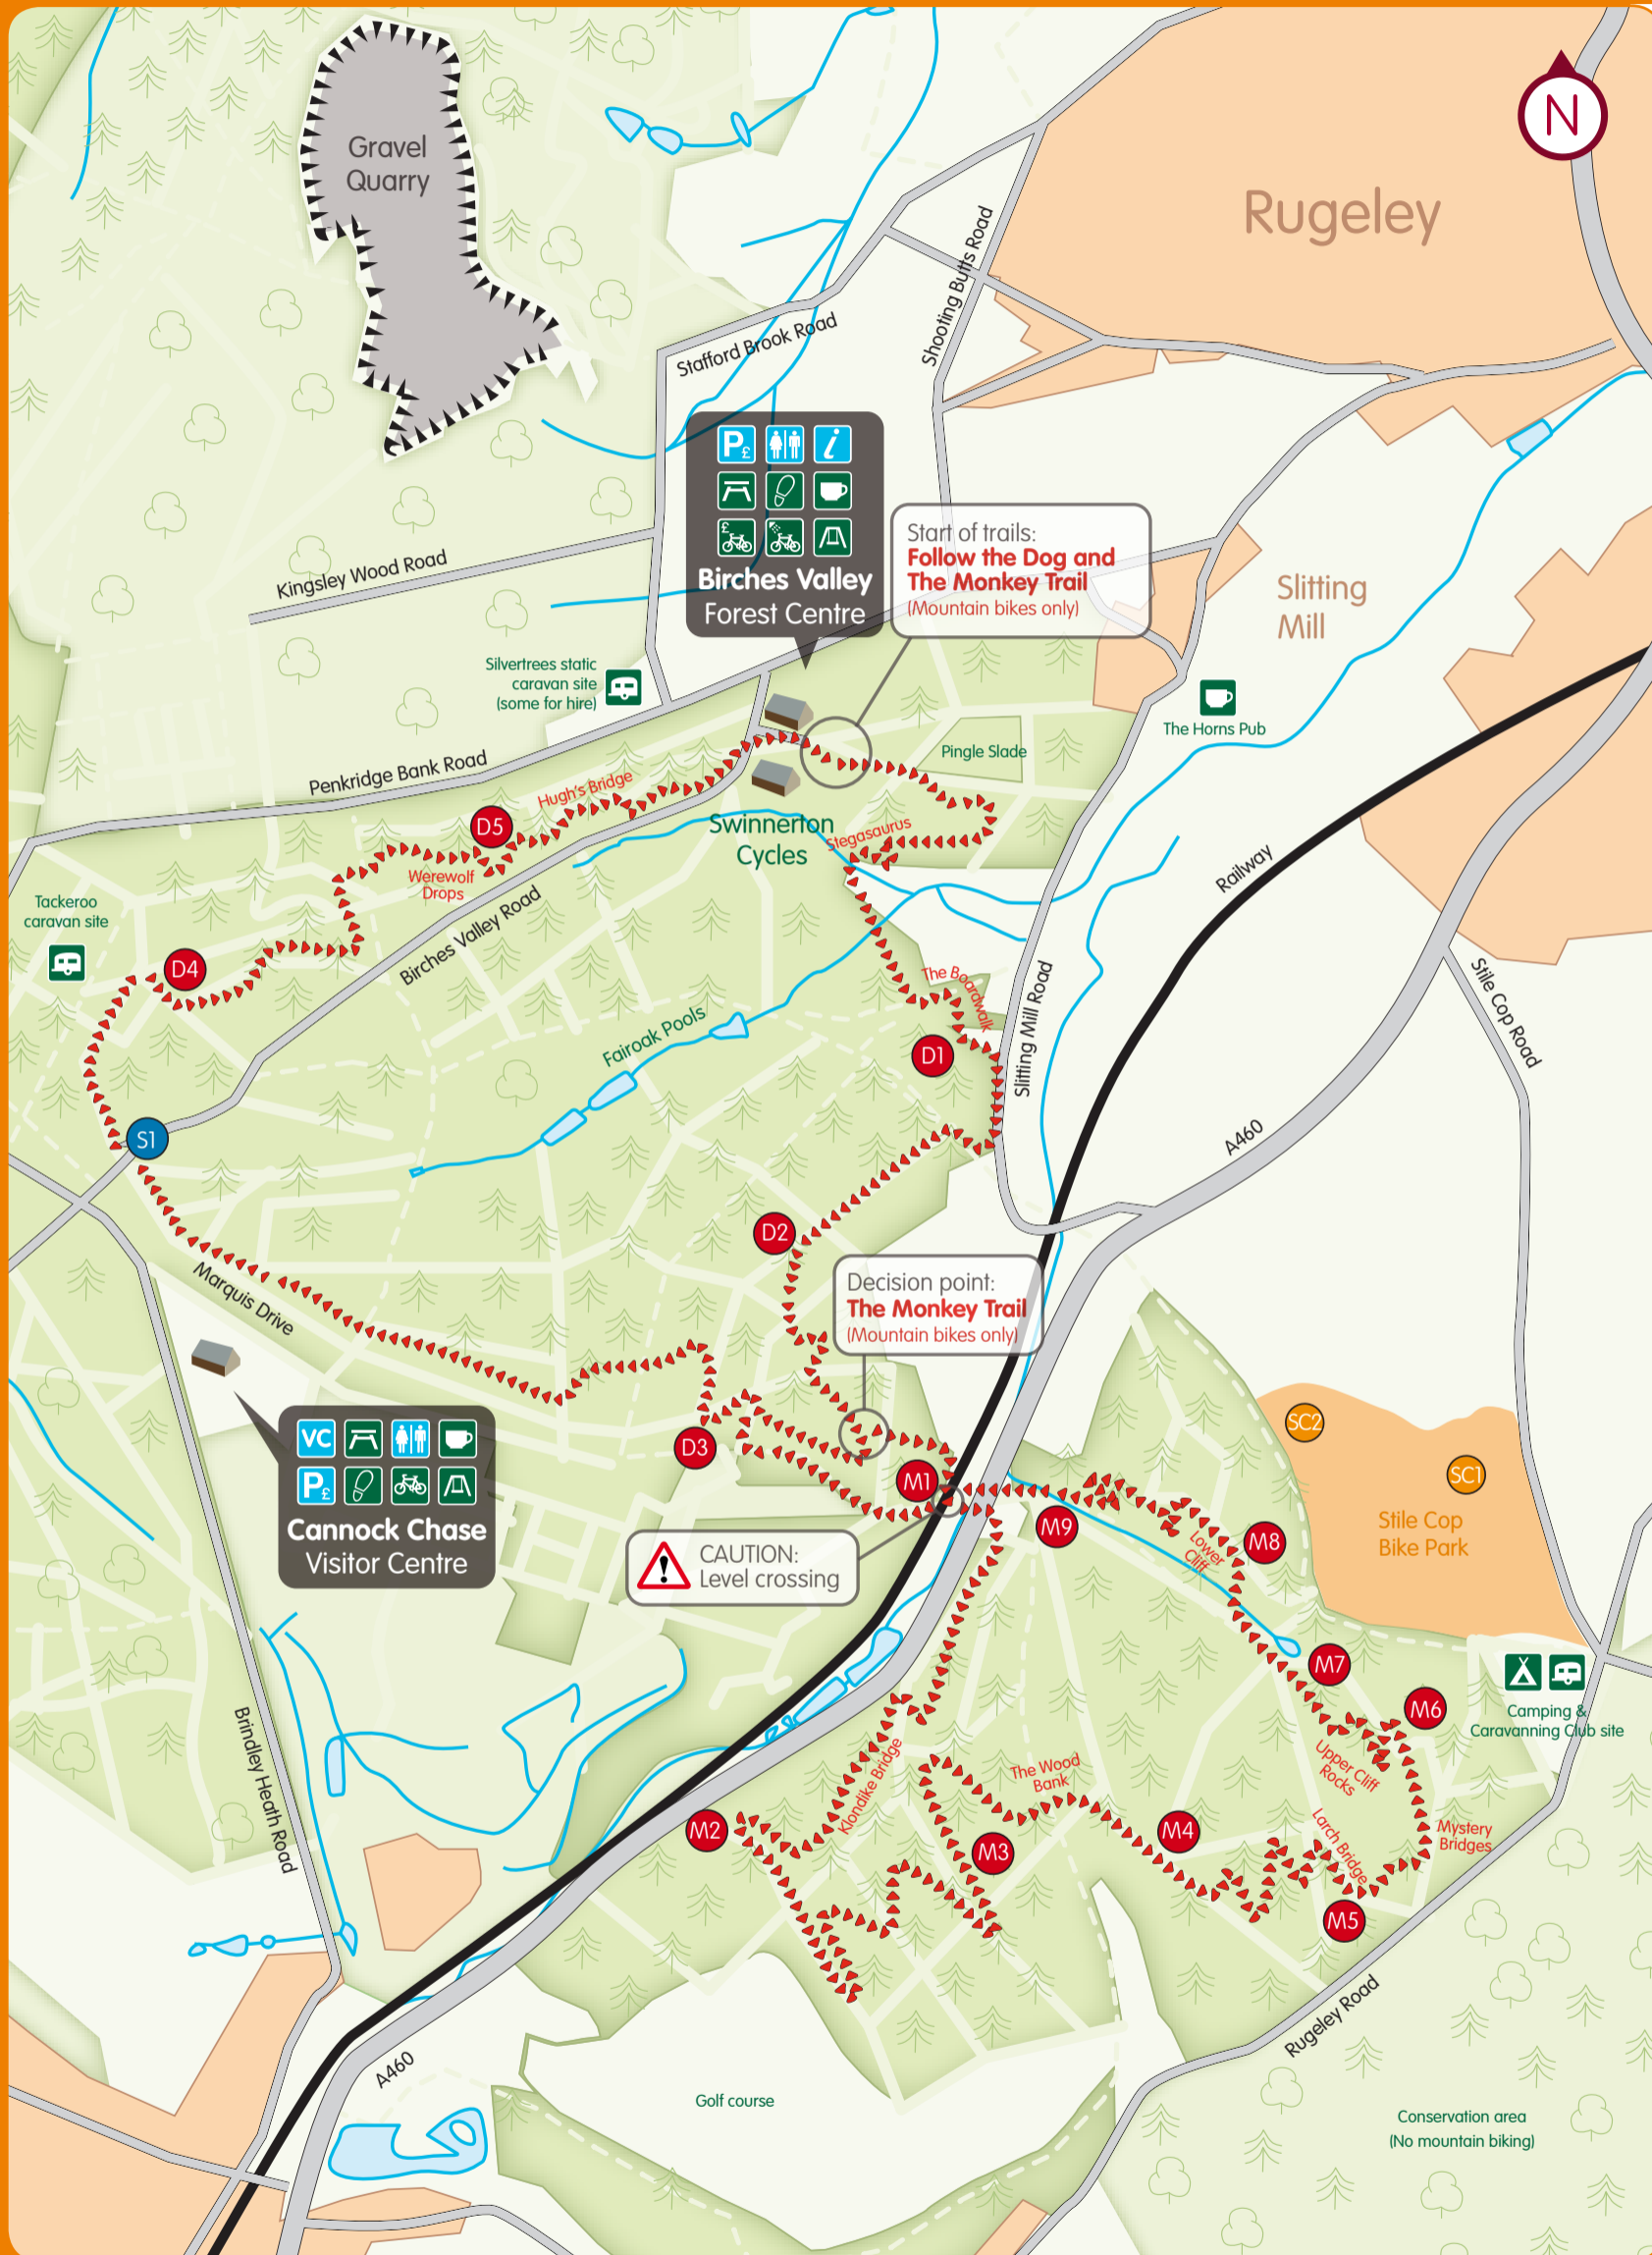 N
Gravel
Quarry
Rugeley
Shooting Butts Road
Stafford Brook Road
P£
i
£
Birches Valley
Forest Centre
Start of trails:
Follow the Dog and
The Monkey Trail
(Mountain bikes only)
Kingsley Wood Road
Slitting
Mill
Silvertrees static
caravan site
(some for hire)
The Horns Pub
Pingle Slade
Penkridge Bank Road
Hugh's Bridge
D5
Swinnerton
Cycles
Stegasaurus
Werewolf
Drops
Railway
Tackeroo
caravan site
D4
Birches Valley Road
The Boardwalk
Stile Cop Road
Fairoak Pools
D1
Slitting Mill Road
S1
A460
D2
Decision point:
The Monkey Trail
(Mountain bikes only)
Marquis Drive
VC
P£
Cannock Chase
Visitor Centre
D3
M1
SC2
SC1
Stile Cop
Bike Park
CAUTION:
Level crossing
M9
M8
Lower
Cliff
M7
M6
Camping &
Caravanning Club site
Brindley Heath Road
Klondike Bridge
The Wood
Bank
Upper Cliff
Rocks
M2
M3
M4
Larch Bridge
Mystery
Bridges
M5
Rugeley Road
A460
Golf course
Conservation area
(No mountain biking)